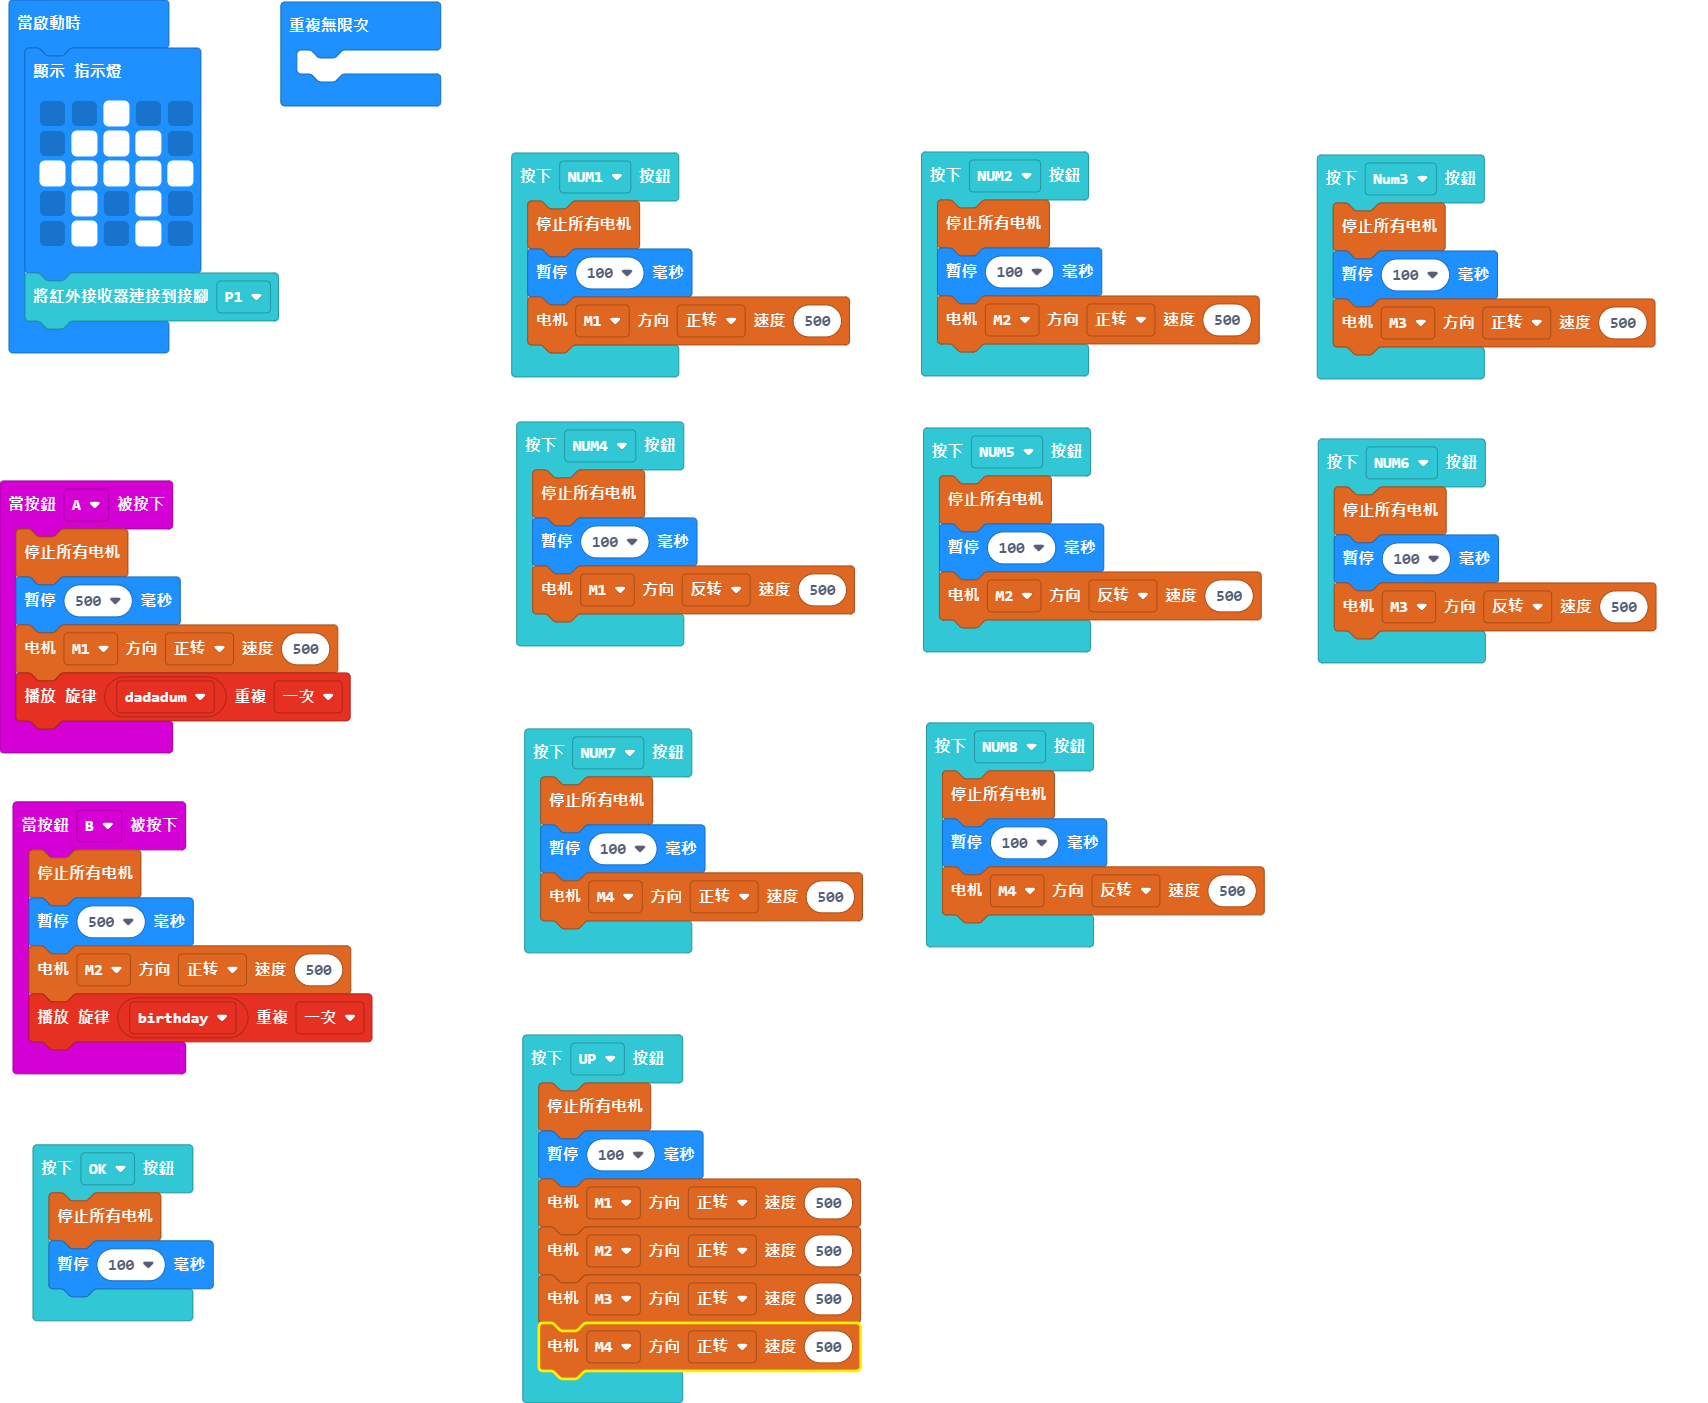 當啟動時
顯示 指示燈
將紅外接收器連接到接腳 P1
重複無限次
按下 NUM1 按鈕
停止所有电机
暫停 100 毫秒
电机 M1 方向 正转 速度 500
按下 NUM2 按鈕
停止所有电机
暫停 100 毫秒
电机 M2 方向 正转 速度 500
按下 Num3 按鈕
停止所有电机
暫停 100 毫秒
电机 M3 方向 正转 速度 500
當按鈕 A 被按下
停止所有电机
暫停 500 毫秒
电机 M1 方向 正转 速度 500
播放 旋律 dadadum 重複 一次
按下 NUM4 按鈕
停止所有电机
暫停 100 毫秒
电机 M1 方向 反转 速度 500
按下 NUM5 按鈕
停止所有电机
暫停 100 毫秒
电机 M2 方向 反转 速度 500
按下 NUM6 按鈕
停止所有电机
暫停 100 毫秒
电机 M3 方向 反转 速度 500
當按鈕 B 被按下
停止所有电机
暫停 500 毫秒
电机 M2 方向 正转 速度 500
播放 旋律 birthday 重複 一次
按下 NUM7 按鈕
停止所有电机
暫停 100 毫秒
电机 M4 方向 正转 速度 500
按下 NUM8 按鈕
停止所有电机
暫停 100 毫秒
电机 M4 方向 反转 速度 500
按下 OK 按鈕
停止所有电机
暫停 100 毫秒
按下 UP 按鈕
停止所有电机
暫停 100 毫秒
电机 M1 方向 正转 速度 500
电机 M2 方向 正转 速度 500
电机 M3 方向 正转 速度 500
电机 M4 方向 正转 速度 500